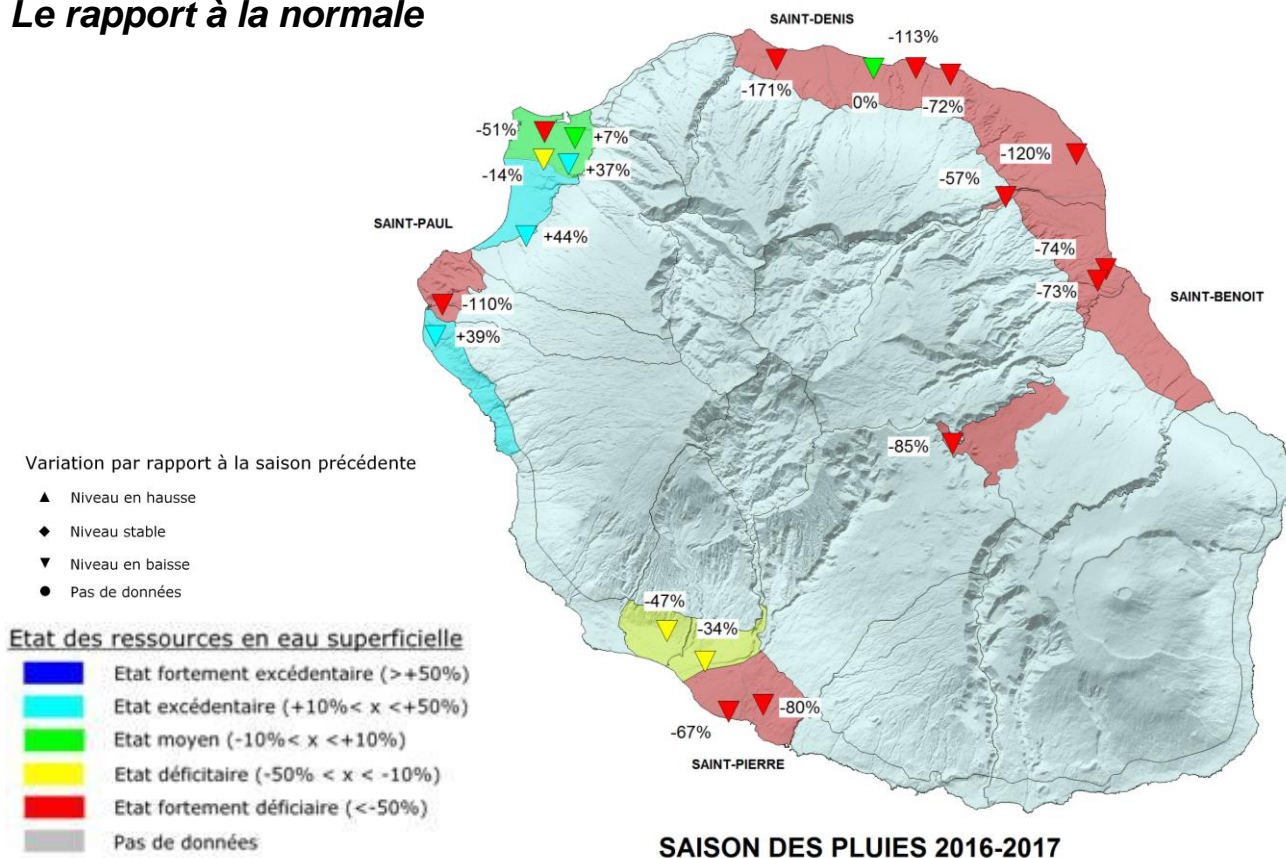 Le rapport à la normale
SAINT-DENIS
-113%
-171%
0%
-72%
-51%
+7%
-120%
-14%
+37%
-57%
SAINT-PAUL
+44%
-74%
-73%
SAINT-BENOIT
-110%
+39%
-85%
Variation par rapport à la saison précédente
Niveau en hausse
Niveau stable
Niveau en baisse
Pas de données
-47%
-34%
-80%
-67%
SAINT-PIERRE
Etat des ressources en eau superficielle
Etat fortement excédentaire (>+50%)
Etat excédentaire (+10%< x <+50%)
Etat moyen (-10%< x <+10%)
Etat déficitaire (-50% < x < -10%)
Etat fortement déficiaire (<-50%)
Pas de données
SAISON DES PLUIES 2016-2017